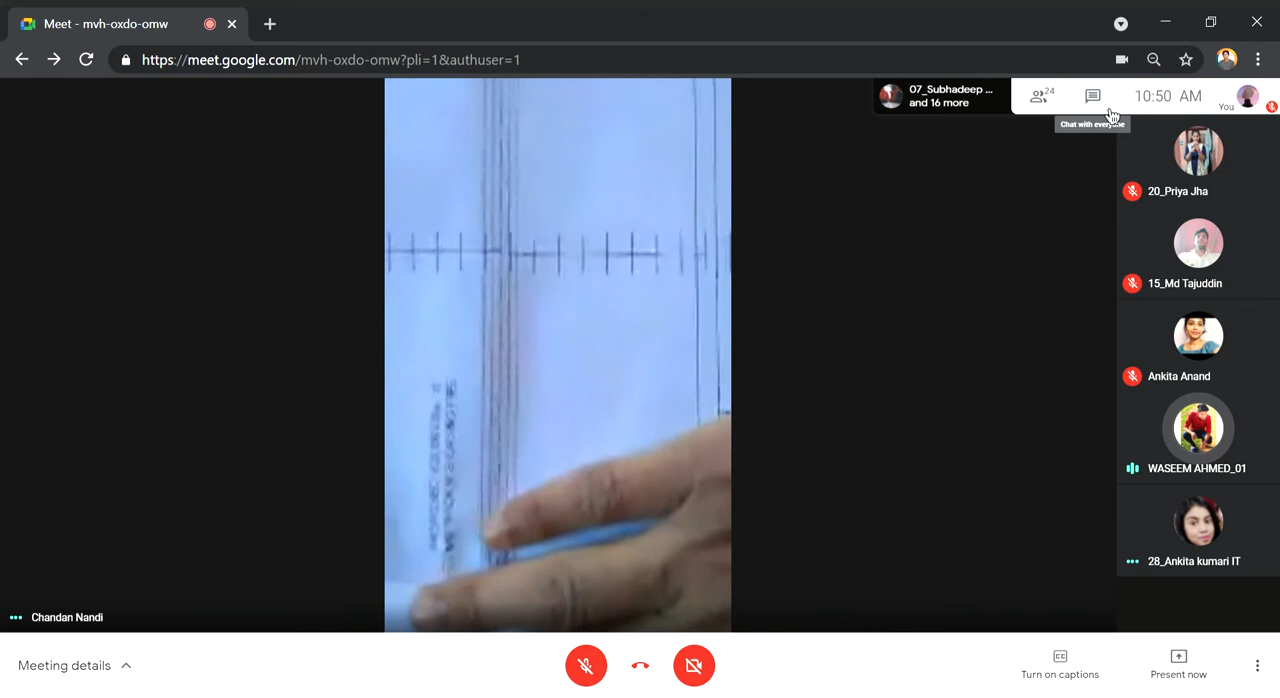 Meet - mvh-oxdo-omw
https://meet.google.com/mvh-oxdo-omw?pli=1&authuser=1
07_Subhadeep ...
and 16 more
24
10:50 AM
You
Chat with everyone
20_Priya Jha
15_Md Tajuddin
Ankita Anand
WASEEM AHMED_01
28_Ankita kumari IT
Chandan Nandi
Meeting details
CC
Turn on captions
Present now